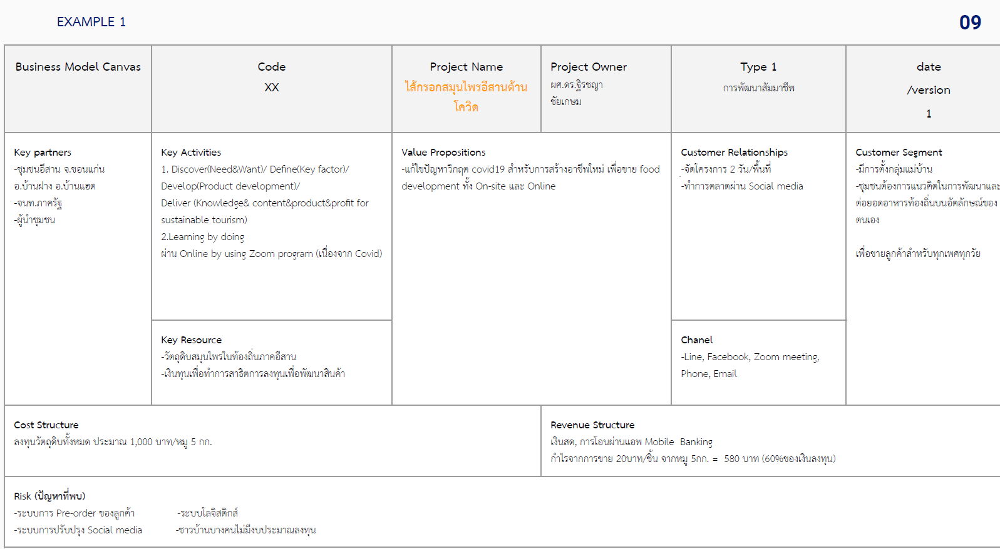 EXAMPLE 1
09
Business Model Canvas
Code
XX
Project Name
ไส้กรอกสมุนไพรอีสานต้าน
โควิด
Project Owner
ผศ.ดร.ฐิรชญา
ชัยเกษม
Type 1
การพัฒนาสัมมาชีพ
date
/version
1
Key partners
-ชุมชนอีสาน จ.ขอนแก่น
อ.บ้านฝาง อ.บ้านแฮด
-จนท.ภาครัฐ
-ผู้นำชุมชน
Key Activities
1. Discover(Need&Want)/ Define(Key factor)/
Develop(Product development)/
Deliver (Knowledge& content&product&profit for
sustainable tourism)
2.Learning by doing
ผ่าน Online by using Zoom program (เนื่องจาก Covid)
Key Resource
-วัตถุดิบสมุนไพรในท้องถิ่นภาคอีสาน
-เงินทุนเพื่อทำการสาธิตการลงทุนเพื่อพัฒนาสินค้า
Value Propositions
-แก้ไขปัญหาวิกฤต covid19 สำหรับการสร้างอาชีพใหม่ เพื่อขาย food
development ทั้ง On-site และ Online
Customer Relationships
-จัดโครงการ 2 วัน/พื้นที่
-ทำการตลาดผ่าน Social media
Chanel
-Line, Facebook, Zoom meeting,
Phone, Email
Customer Segment
-มีการตั้งกลุ่มแม่บ้าน
-ชุมชนต้องการแนวคิดในการพัฒนาและ
ต่อยอดอาหารท้องถิ่นบนอัตลักษณ์ของ
ตนเอง
เพื่อขายลูกค้าสำหรับทุกเพศทุกวัย
Cost Structure
ลงทุนวัตถุดิบทั้งหมด ประมาณ 1,000 บาท/หมู 5 กก.
Revenue Structure
เงินสด, การโอนผ่านแอพ Mobile Banking
กำไรจากการขาย 20บาท/ชิ้น จากหมู 5กก. = 580 บาท (60%ของเงินลงทุน)
Risk (ปัญหาที่พบ)
-ระบบการ Pre-order ของลูกค้า -ระบบโลจิสติกส์
-ระบบการปรับปรุง Social media -ชาวบ้านบางคนไม่มีงบประมาณลงทุน